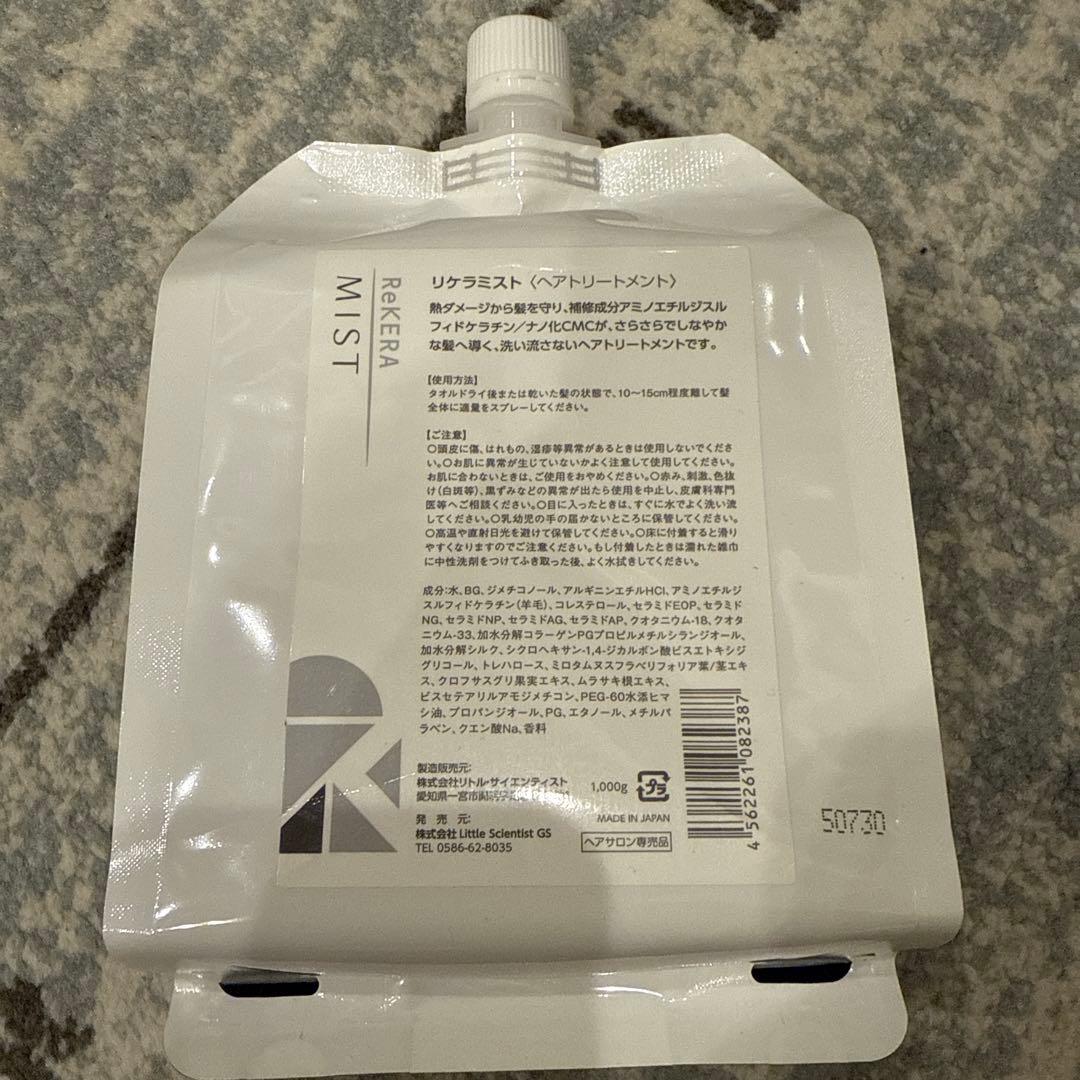 ReKERA
MIST
リケラミスト〈ヘアトリートメント〉
熱ダメージから髪を守り、補修成分アミノエチルジスル
フィドケラチン/ナノ化CMCが、さらさらでしなやか
な髪へ導く、洗い流さないヘアトリートメントです。
【使用方法】
タオルドライ後または乾いた髪の状態で、10〜15cm程度離して髪
全体に適量をスプレーしてください。
【ご注意】
○頭皮に傷、はれもの、湿疹等異常があるときは使用しないでくださ
い。○お肌に異常が生じていないかよく注意して使用してください。
お肌に合わないときは、ご使用をおやめください。○赤み、刺激、色抜
け(白斑等)、黒ずみなどの異常が出たら使用を中止し、皮膚科専門
医等へご相談ください。○目に入ったときは、すぐに水でよく洗い流
してください。○乳幼児の手の届かないところに保管してください。
○高温や直射日光を避けて保管してください。○床に付着すると滑り
やすくなりますのでご注意ください。もし付着したときは濡れた雑巾
に中性洗剤をつけてふき取った後、よく水拭きしてください。
成分:水、BG、ジメチコノール、アルギニンエチルHCl、アミノエチルジ
スルフィドケラチン(羊毛)、コレステロール、セラミドEOP、セラミド
NG、セラミドNP、セラミドAG、セラミドAP、クオタニウム-18、クオタ
ニウム-33、加水分解コラーゲンPGプロピルメチルシランジオール、
加水分解シルク、シクロヘキサン-1,4-ジカルボン酸ビスエトキシジ
グリコール、トレハロース、ミロタムヌスフラベリフォリア葉/茎エキ
ス、クロフサスグリ果実エキス、ムラサキ根エキス、
ビスセテアリルアモジメチコン、PEG-60水添ヒマ
シ油、プロパンジオール、PG、エタノール、メチルパ
ラベン、クエン酸Na、香料
製造販売元:
株式会社リトル・サイエンティスト
愛知県一宮市
1,000g
プラ
発 売 元:
株式会社 Little Scientist GS
TEL 0586-62-8035
MADE IN JAPAN
ヘアサロン専売品
4 562261 082387
50730